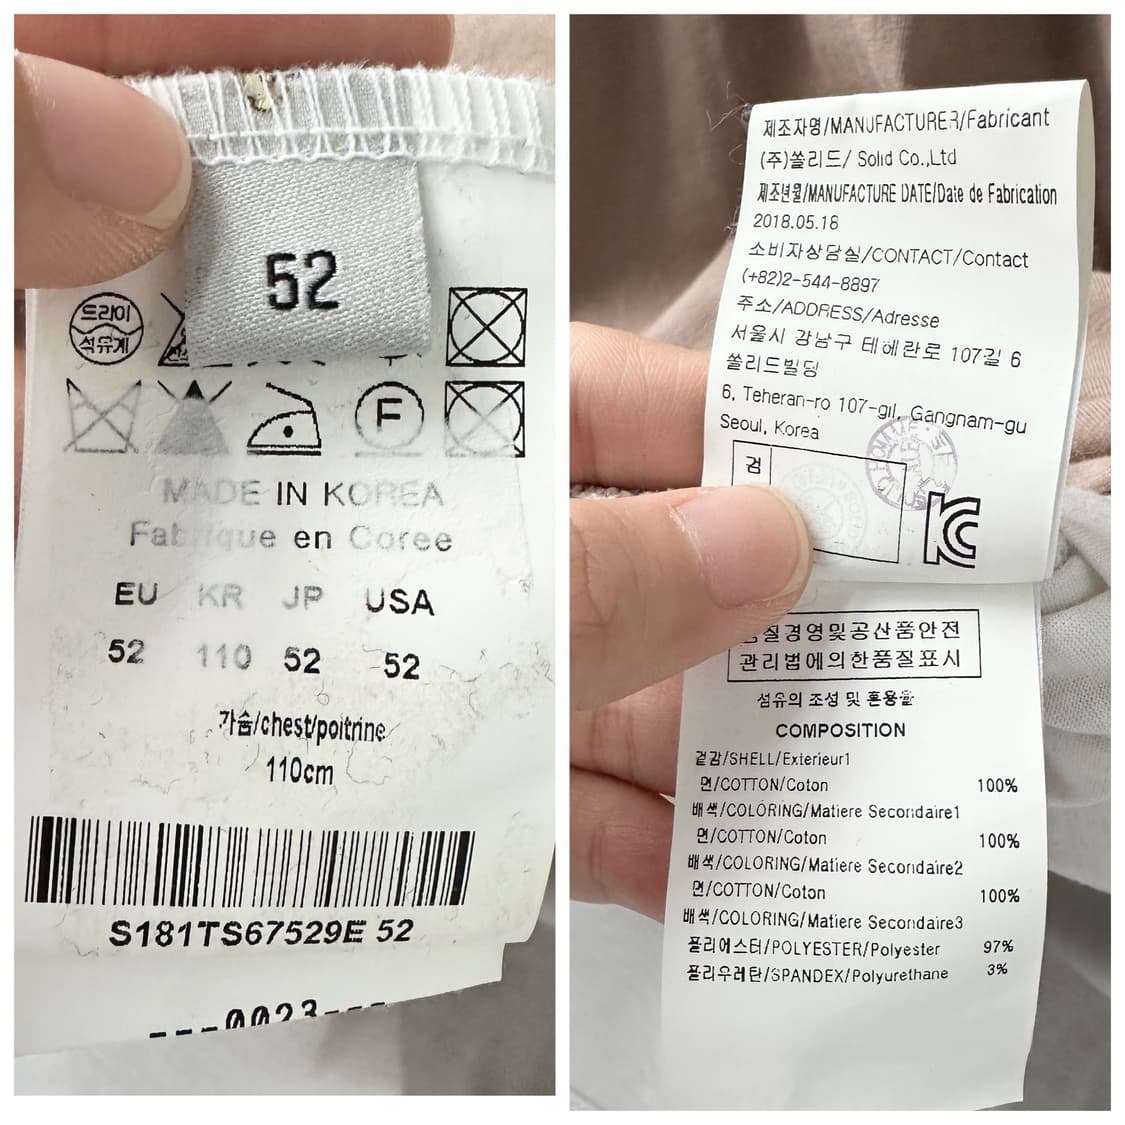 52
드라이
석유계
F
MADE IN KOREA
Fabrique en Coree
EU KR JP USA
52 110 52 52
가슴/chest/poitrine
110cm
S181TS67529E 52
---0023---
제조자명/MANUFACTURER/Fabricant
(주)쏠리드/ Solid Co.,Ltd
제조년월/MANUFACTURE DATE/Date de Fabrication
2018.05.18
소비자상담실/CONTACT/Contact
(+82)2-544-8897
주소/ADDRESS/Adresse
서울시 강남구 테헤란로 107길 6
쏠리드빌딩
6, Teheran-ro 107-gil, Gangnam-gu
Seoul, Korea
검
KC
품질경영및공산품안전
관리법에의한품질표시
섬유의 조성 및 혼용율
COMPOSITION
겉감/SHELL/Exterieur1
면/COTTON/Coton 100%
배색/COLORING/Matiere Secondaire1
면/COTTON/Coton 100%
배색/COLORING/Matiere Secondaire2
면/COTTON/Coton 100%
배색/COLORING/Matiere Secondaire3
폴리에스터/POLYESTER/Polyester 97%
폴리우레탄/SPANDEX/Polyurethane 3%